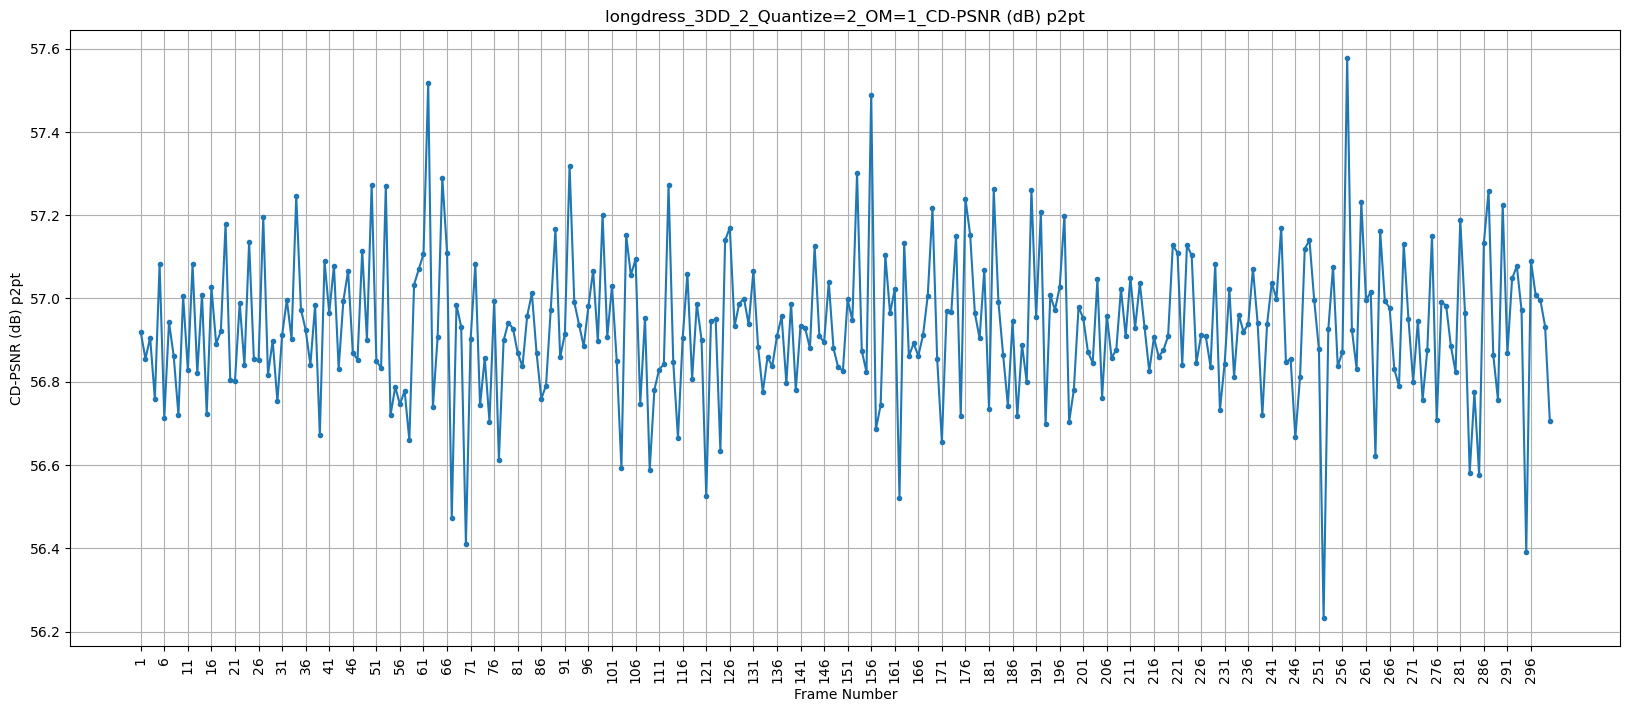 longdress_3DD_2_Quantize=2_OM=1_CD-PSNR (dB) p2pt
CD-PSNR (dB) p2pt
57.6
57.4
57.2
57.0
56.8
56.6
56.4
56.2
1 6 11 16 21 26 31 36 41 46 51 56 61 66 71 76 81 86 91 96 101 106 111 116 121 126 131 136 141 146 151 156 161 166 171 176 181 186 191 196 201 206 211 216 221 226 231 236 241 246 251 256 261 266 271 276 281 286 291 296
Frame Number